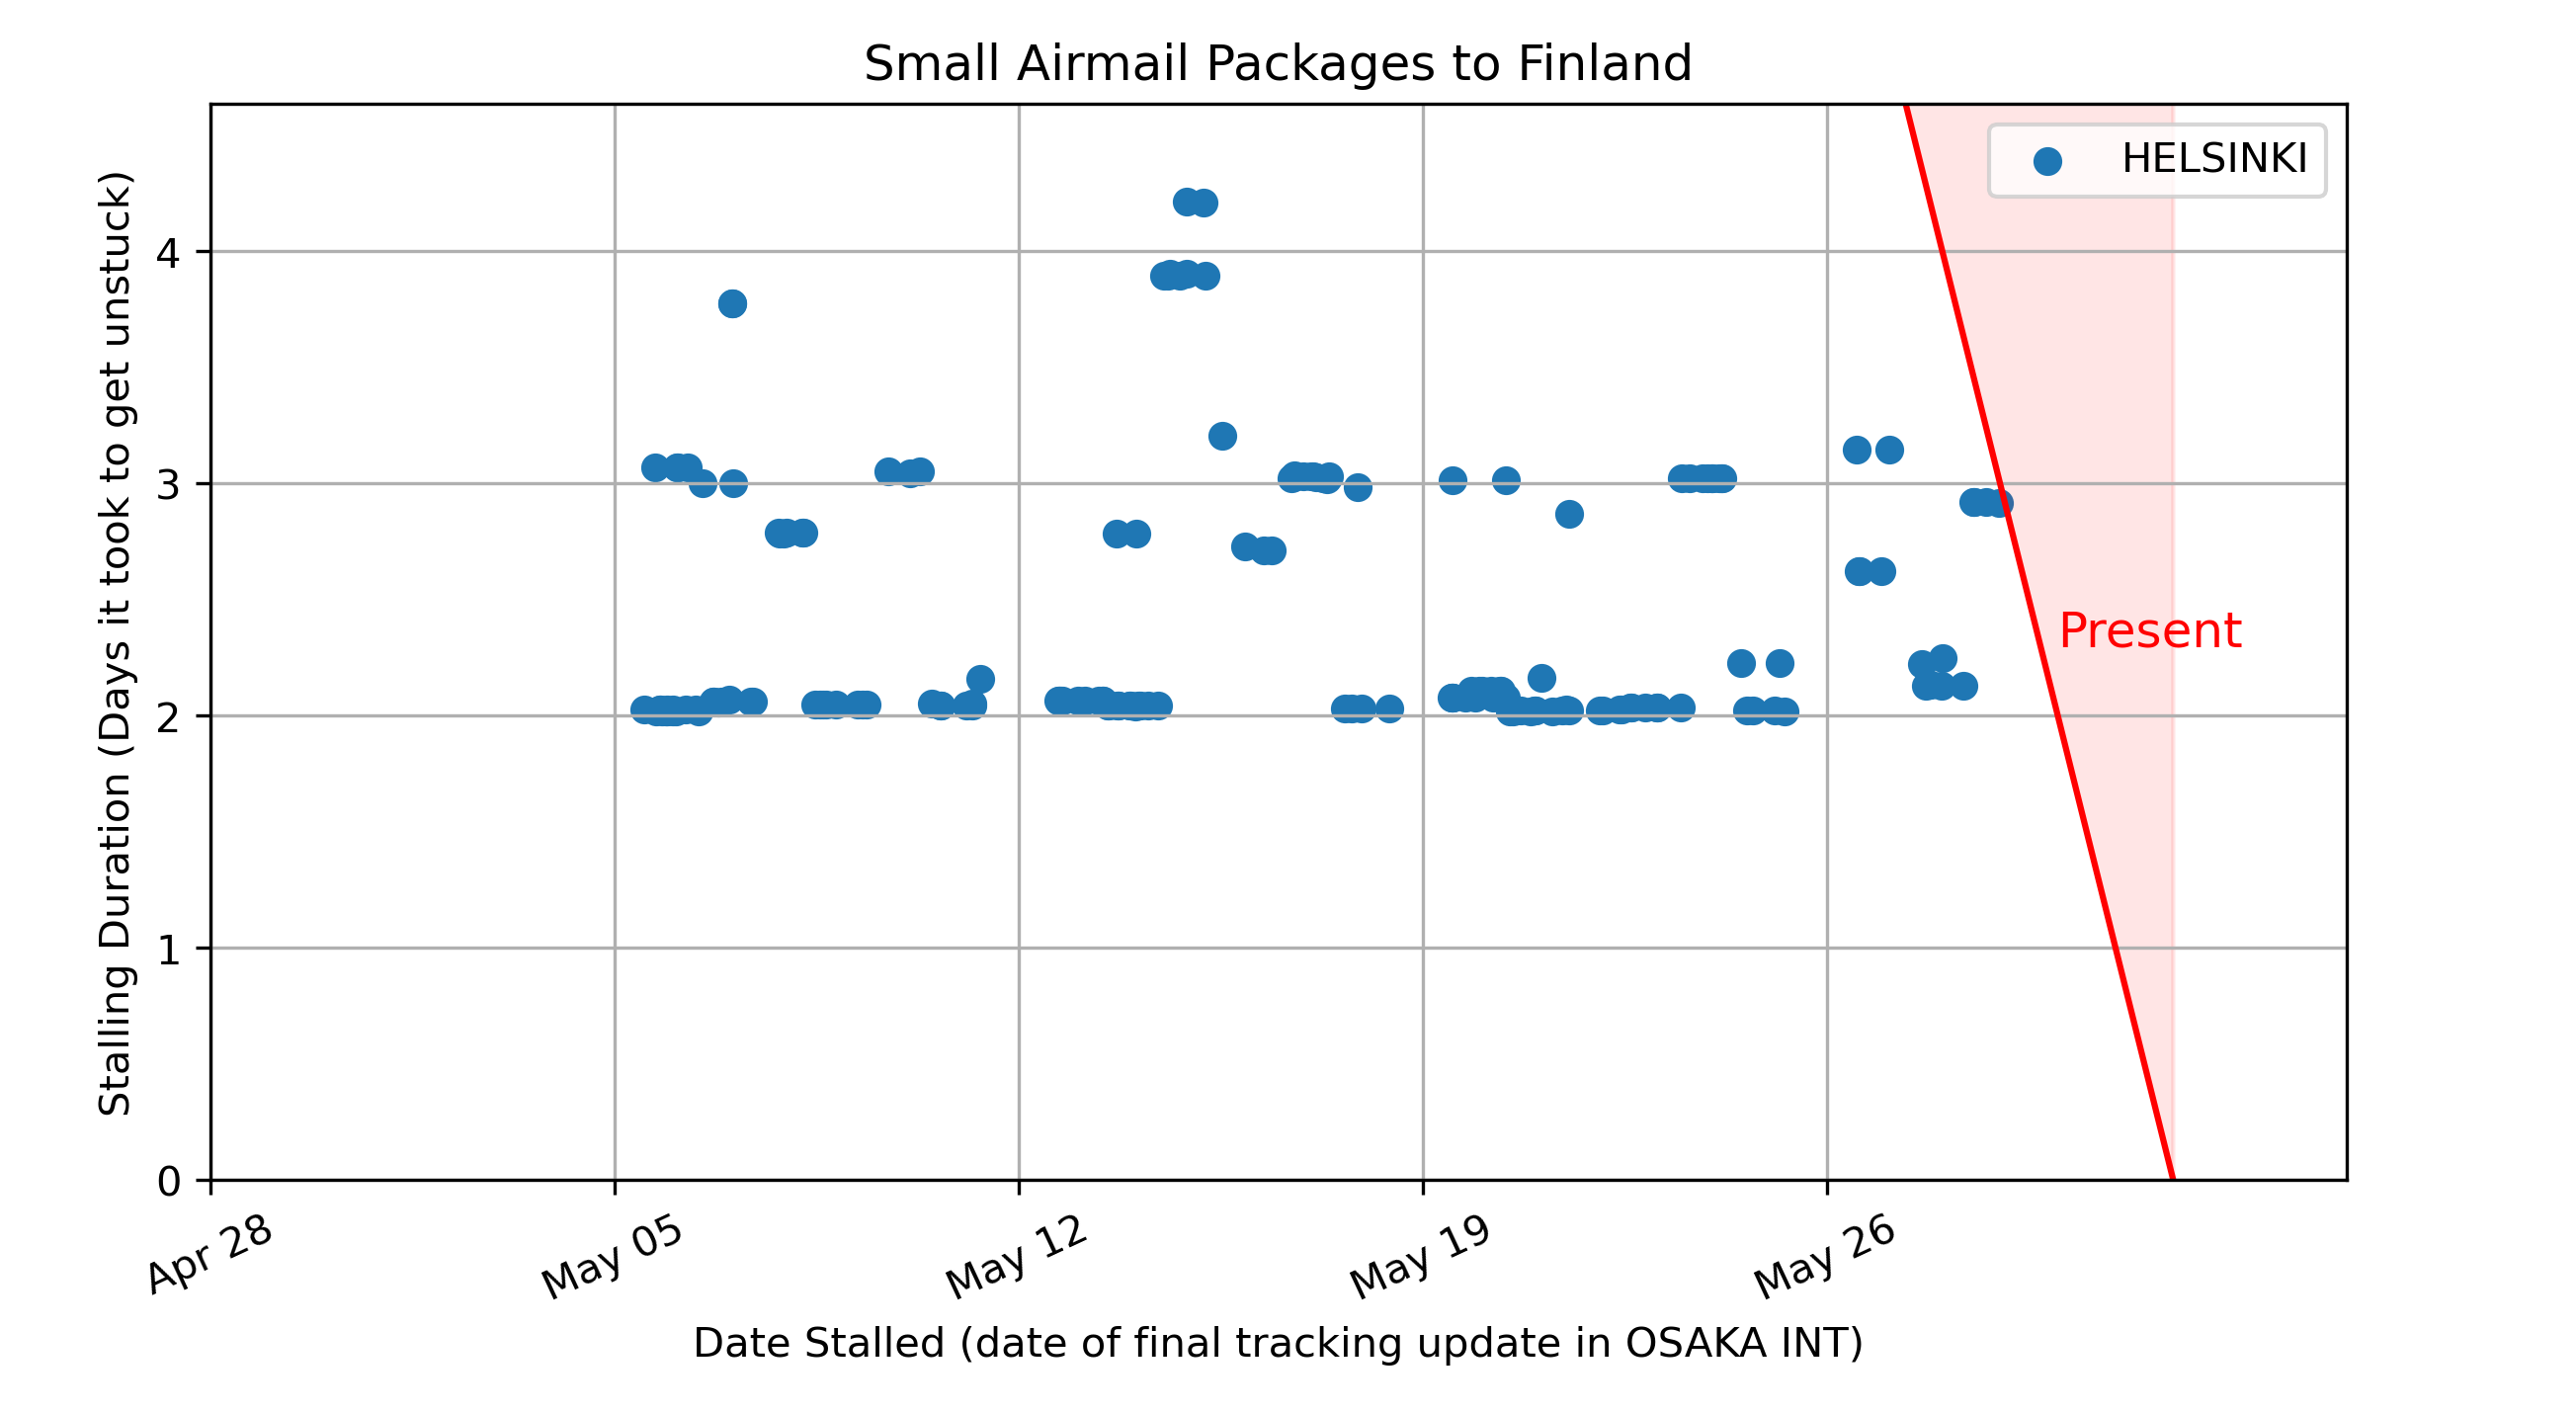 Small Airmail Packages to Finland
HELSINKI
Present
Stalling Duration (Days it took to get unstuck)
4
3
2
1
0
Apr 28
May 05
May 12
May 19
May 26
Date Stalled (date of final tracking update in OSAKA INT)